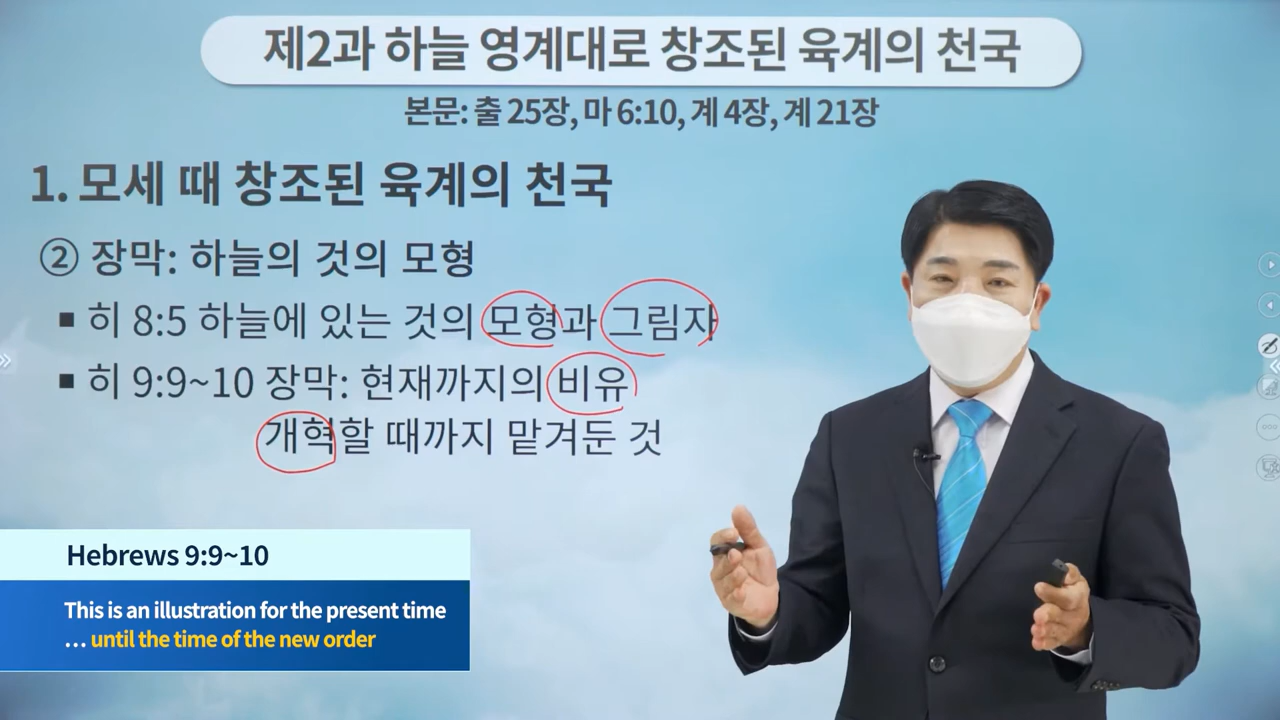 제2과 하늘 영계대로 창조된 육계의 천국
본문: 출 25장, 마 6:10, 계 4장, 계 21장
1. 모세 때 창조된 육계의 천국
② 장막: 하늘의 것의 모형
▪ 히 8:5 하늘에 있는 것의 모형과 그림자
▪ 히 9:9~10 장막: 현재까지의 비유
개혁할 때까지 맡겨둔 것
Hebrews 9:9~10
This is an illustration for the present time
… until the time of the new order